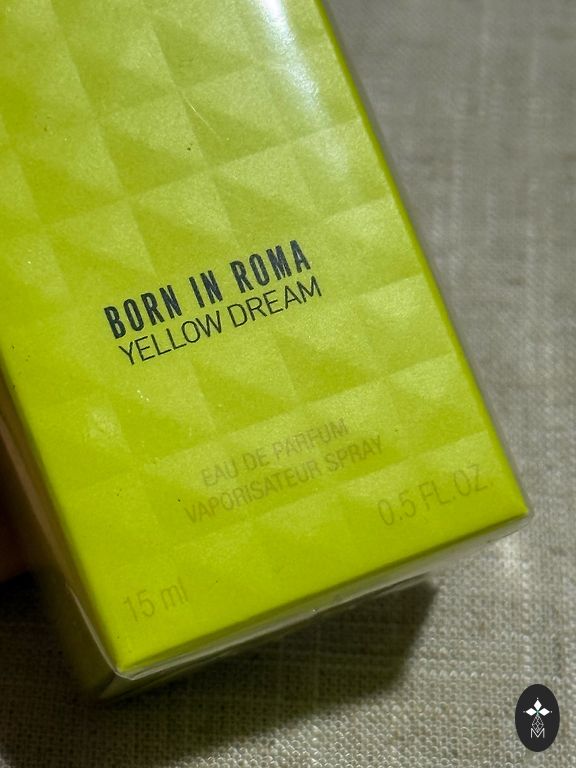 BORN IN ROMA
YELLOW DREAM
EAU DE PARFUM
VAPORISATEUR SPRAY
0.5 FL.OZ.
15 ml
M